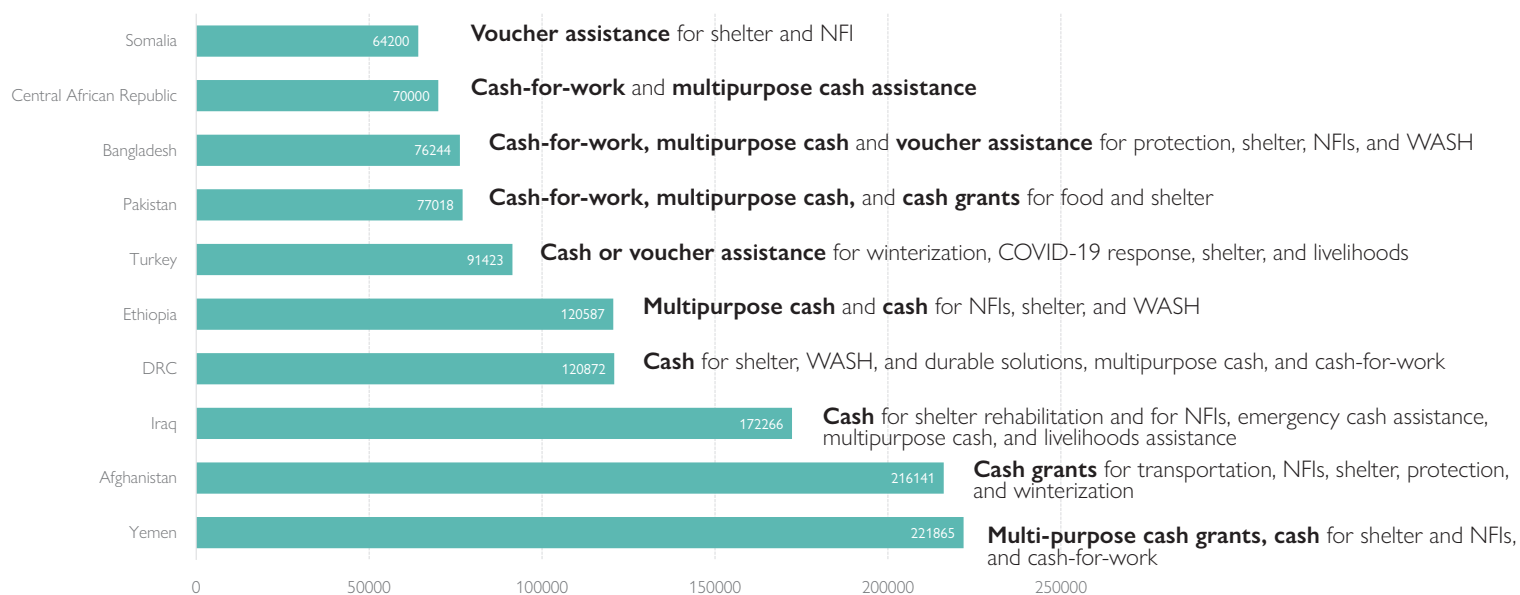 Somalia 64200 Voucher assistance for shelter and NFI
Central African Republic 70000 Cash-for-work and multipurpose cash assistance
Bangladesh 76244 Cash-for-work, multipurpose cash and voucher assistance for protection, shelter, NFIs, and WASH
Pakistan 77018 Cash-for-work, multipurpose cash, and cash grants for food and shelter
Turkey 91423 Cash or voucher assistance for winterization, COVID-19 response, shelter, and livelihoods
Ethiopia 120587 Multipurpose cash and cash for NFIs, shelter, and WASH
DRC 120872 Cash for shelter, WASH, and durable solutions, multipurpose cash, and cash-for-work
Iraq 172266 Cash for shelter rehabilitation and for NFIs, emergency cash assistance,
multipurpose cash, and livelihoods assistance
Afghanistan 216141 Cash grants for transportation, NFIs, shelter, protection,
and winterization
Yemen 221865 Multi-purpose cash grants, cash for shelter and NFIs,
and cash-for-work
0 50000 100000 150000 200000 250000